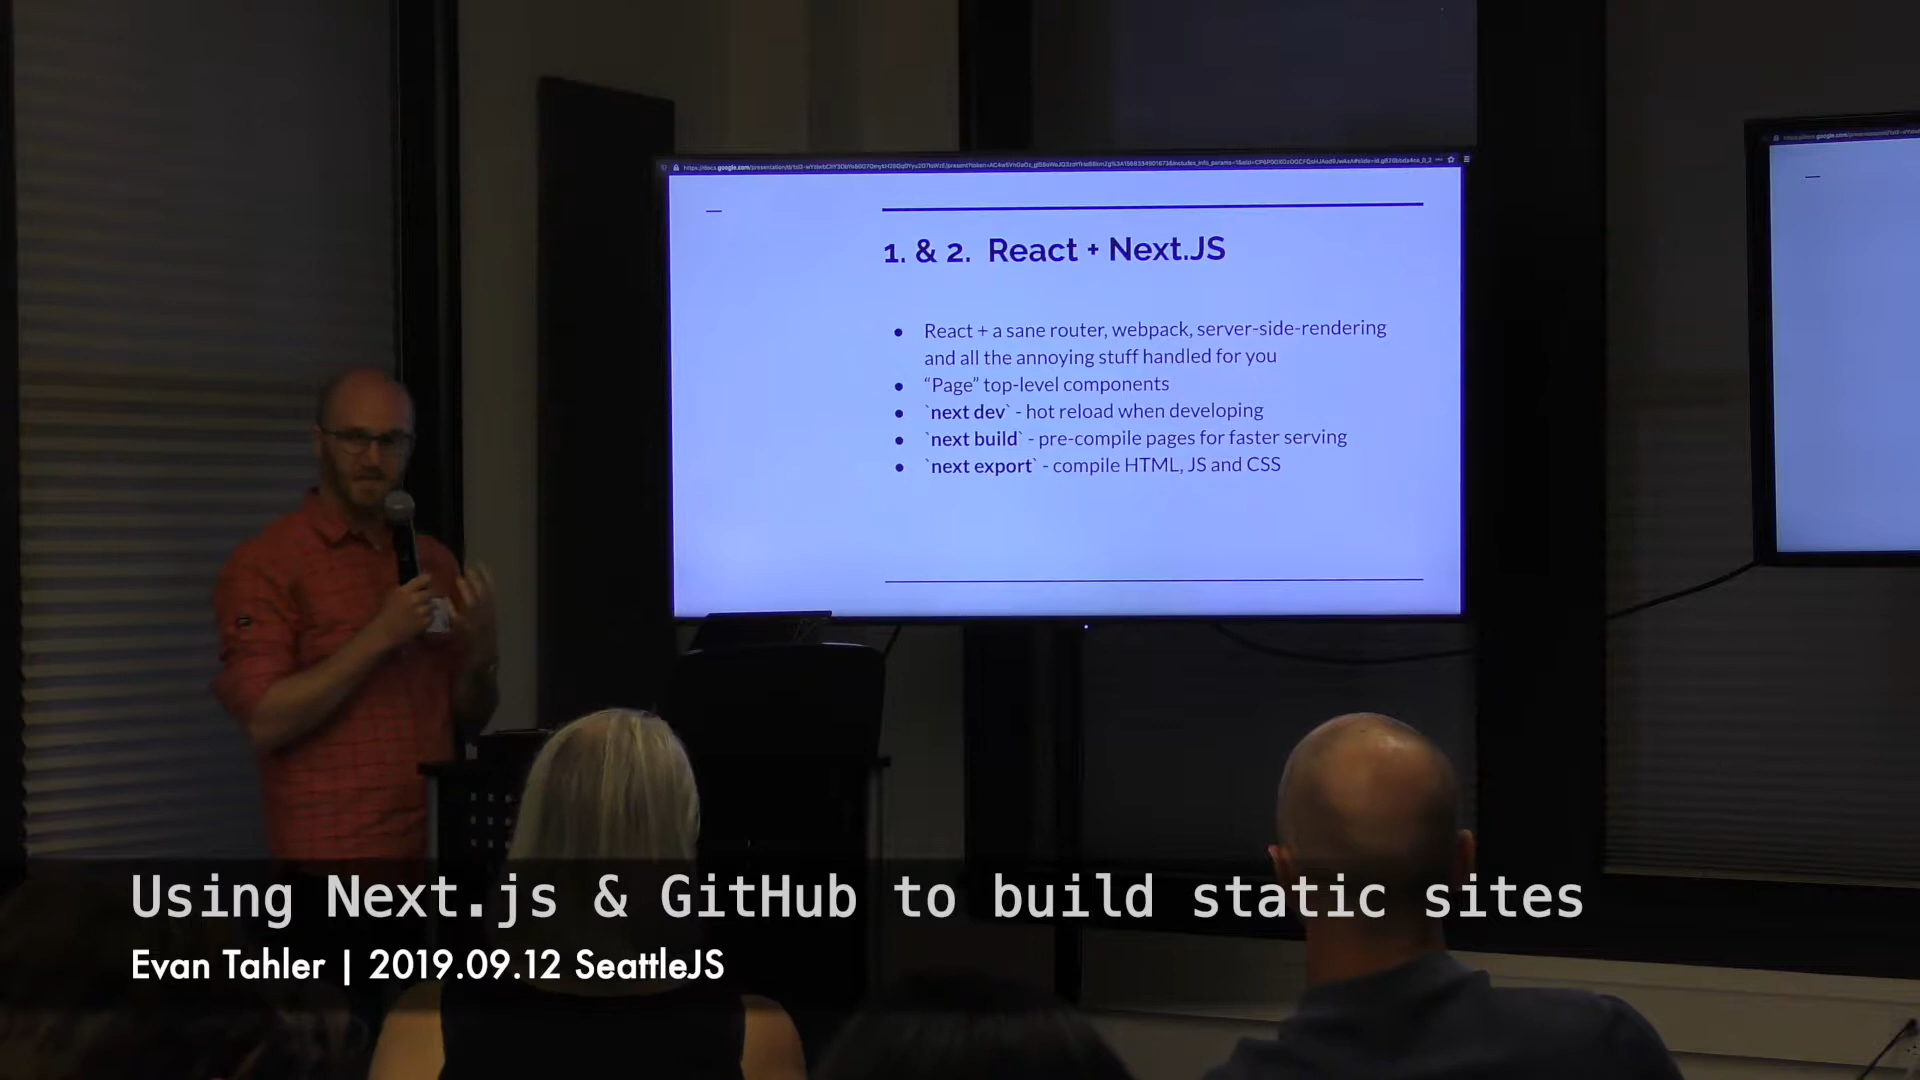 1. & 2. React + Next.JS
● React + a sane router, webpack, server-side-rendering
and all the annoying stuff handled for you
● “Page” top-level components
● `next dev` - hot reload when developing
● `next build` - pre-compile pages for faster serving
● `next export` - compile HTML, JS and CSS
Using Next.js & GitHub to build static sites
Evan Tahler | 2019.09.12 SeattleJS